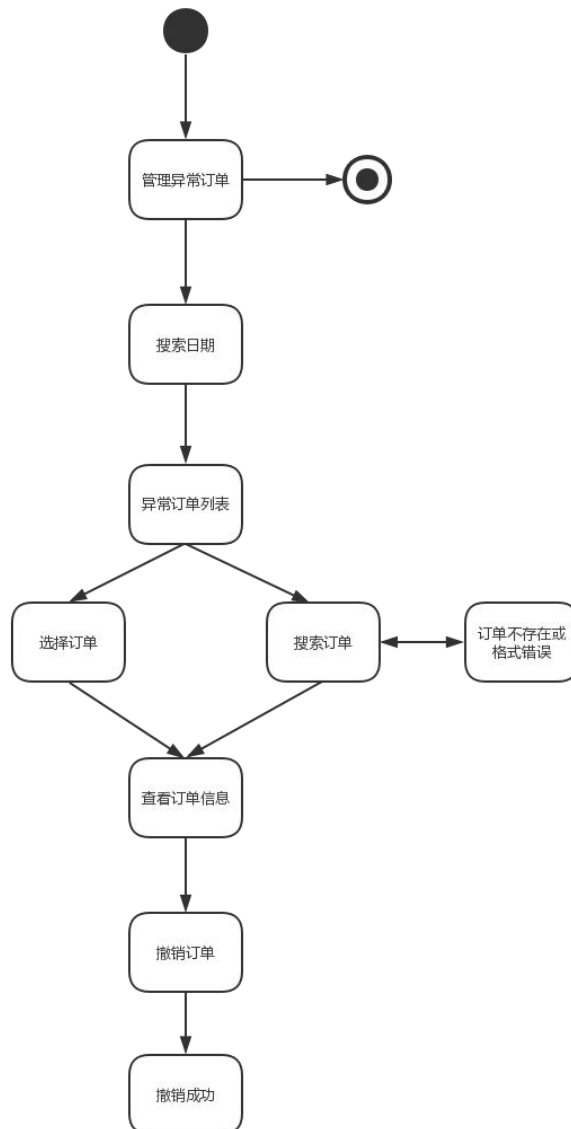 管理异常订单
搜索日期
异常订单列表
选择订单
搜索订单
订单不存在或
格式错误
查看订单信息
撤销订单
撤销成功